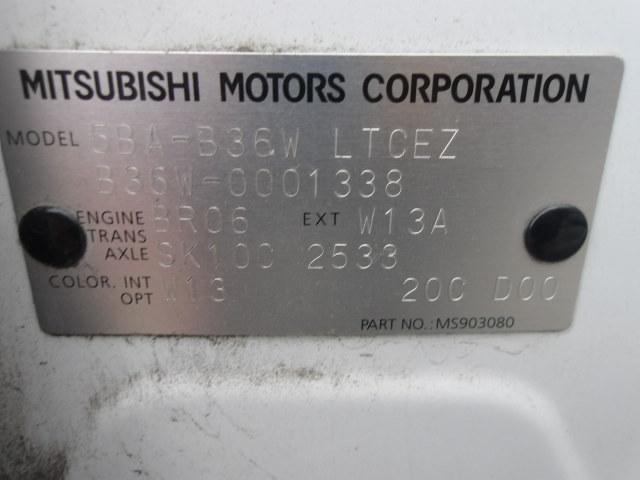 MITSUBISHI MOTORS CORPORATION
MODEL 5BA-B36W LTCEZ
B36W-0001338
ENGINE BR06 EXT W13A
TRANS
AXLE SK10C 2533
COLOR. INT W13 20C D00
OPT
PART NO.: MS903080